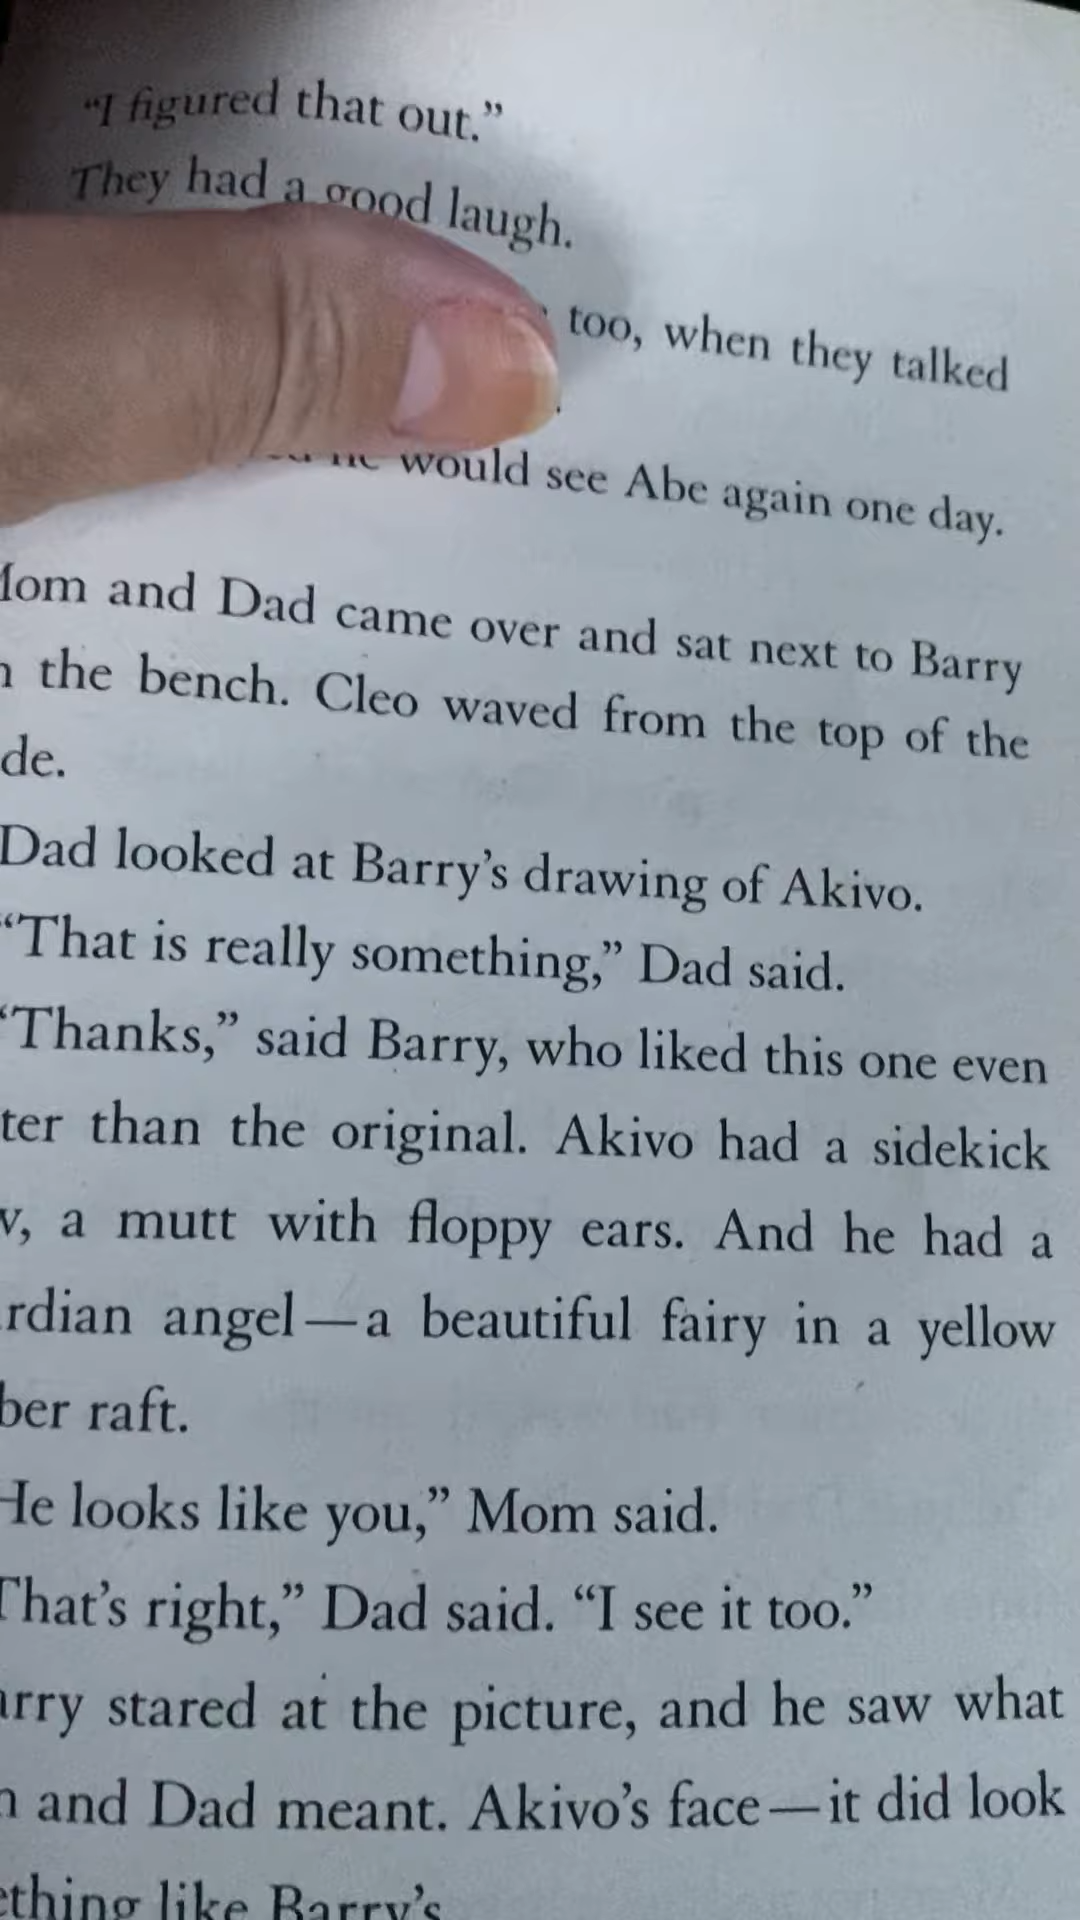 "I figured that out."
They had a good laugh.
too, when they talked
would see Abe again one day.
Mom and Dad came over and sat next to Barry
the bench. Cleo waved from the top of the
de.
Dad looked at Barry's drawing of Akivo.
"That is really something," Dad said.
"Thanks," said Barry, who liked this one even
ter than the original. Akivo had a sidekick
, a mutt with floppy ears. And he had a
rdian angel—a beautiful fairy in a yellow
ber raft.
He looks like you," Mom said.
That's right," Dad said. "I see it too."
arry stared at the picture, and he saw what
and Dad meant. Akivo's face—it did look
ething like Barry's